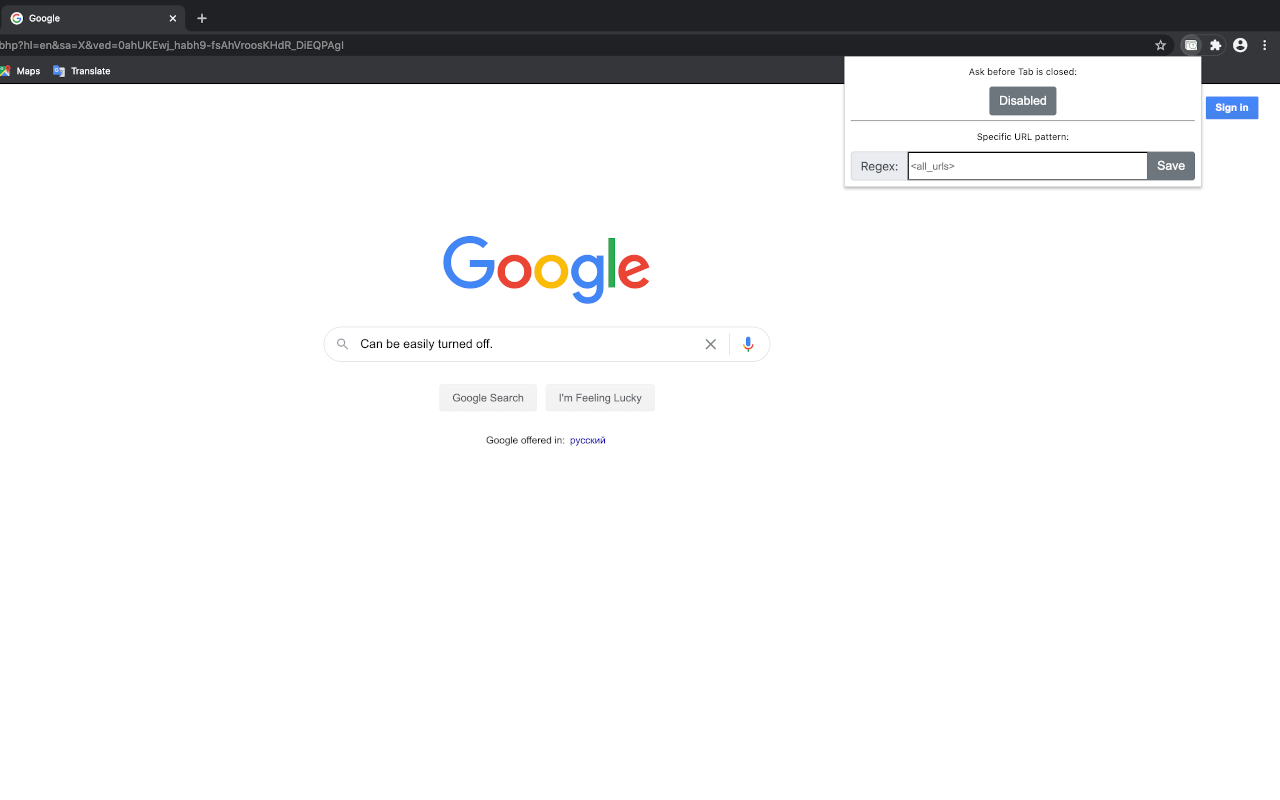 Google
bhp?hl=en&sa=X&ved=0ahUKEwj_habh9-fsAhVroosKHdR_DiEQPAgI
Maps
Translate
Ask before Tab is closed:
Disabled
Specific URL pattern:
Regex:
<all_urls>
Save
Sign in
Google
Can be easily turned off.
Google Search
I'm Feeling Lucky
Google offered in: русский